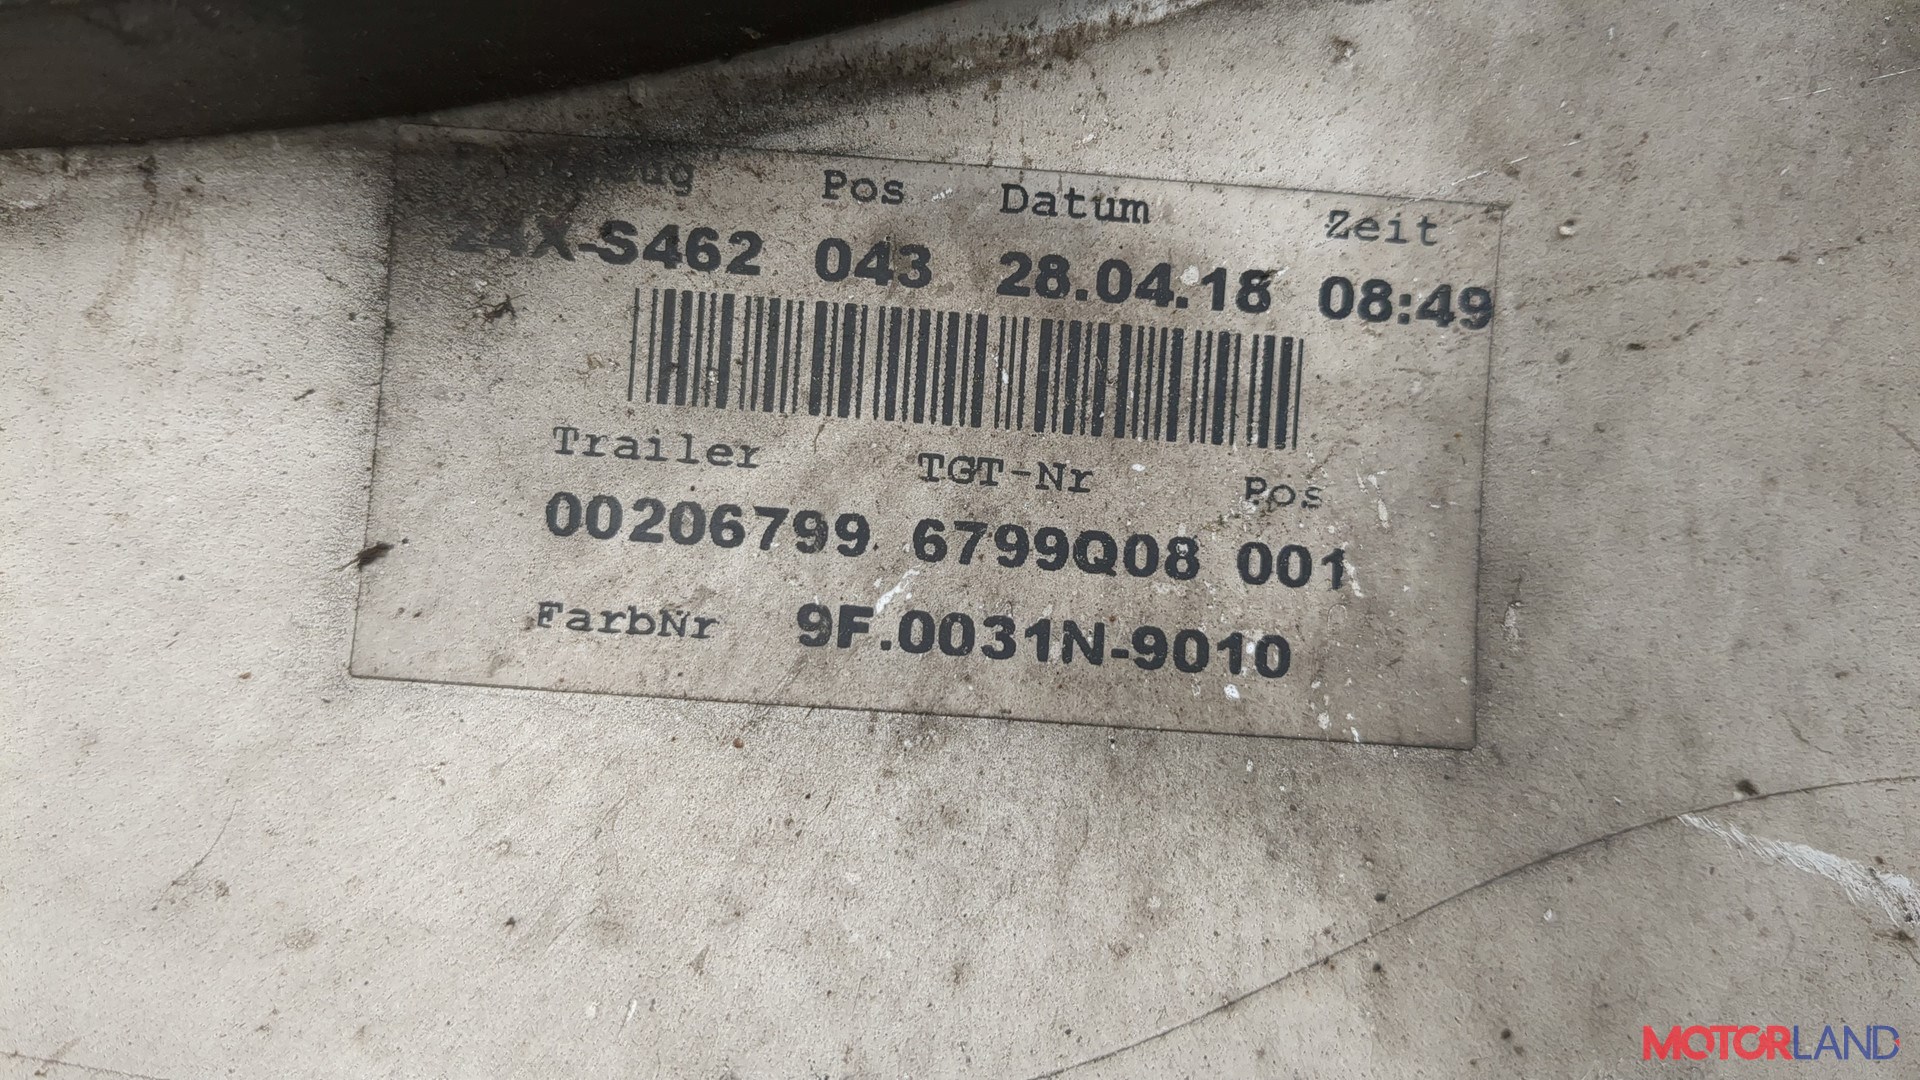 Pos Datum Zeit
24X-S462 043 28.04.18 08:49
Trailer TGT-Nr Pos
00206799 6799Q08 001
FarbNr 9F.0031N-9010
MOTORLAND